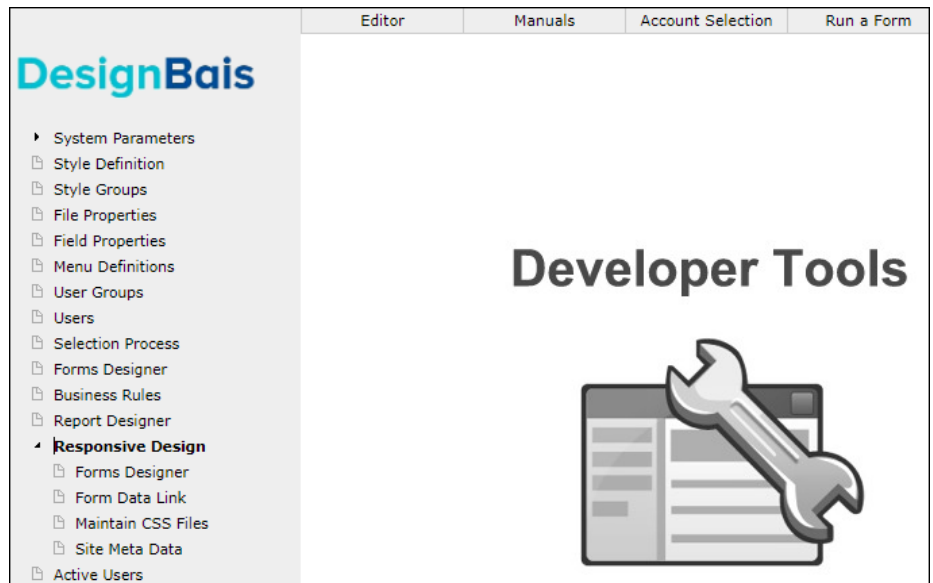 Editor Manuals Account Selection Run a Form
DesignBais
System Parameters
Style Definition
Style Groups
File Properties
Field Properties
Menu Definitions
User Groups
Users
Selection Process
Forms Designer
Business Rules
Report Designer
Responsive Design
Forms Designer
Form Data Link
Maintain CSS Files
Site Meta Data
Active Users
Developer Tools